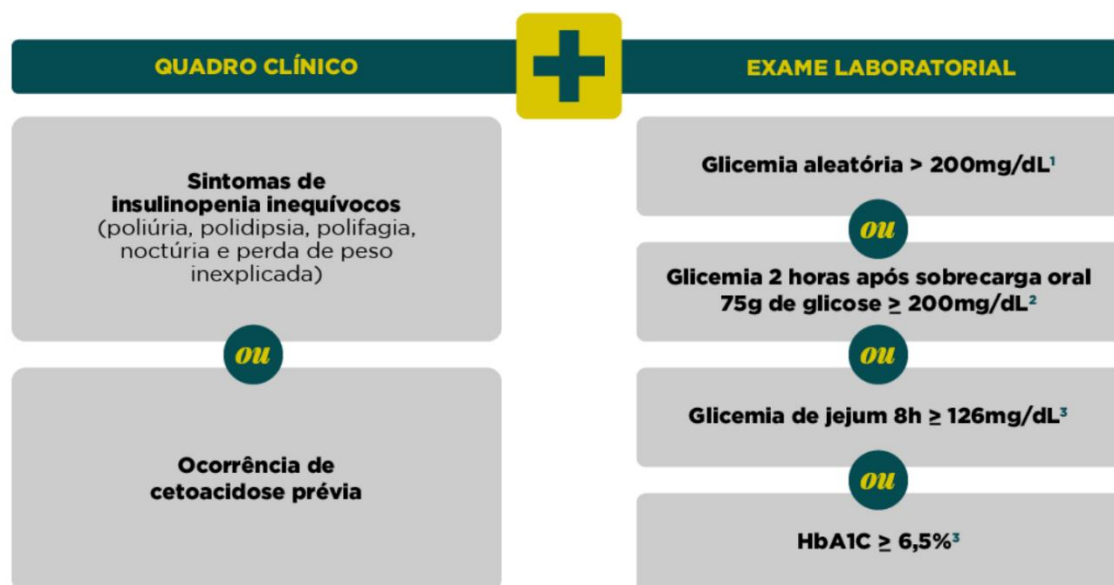 QUADRO CLÍNICO
Sintomas de
insulinopenia inequívocos
(poliúria, polidipsia, polifagia,
noctúria e perda de peso
inexplicada)
ou
Ocorrência de
cetoacidose prévia
EXAME LABORATORIAL
Glicemia aleatória > 200mg/dL¹
ou
Glicemia 2 horas após sobrecarga oral
75g de glicose ≥ 200mg/dL²
ou
Glicemia de jejum 8h ≥ 126mg/dL³
ou
HbA1C ≥ 6,5%³